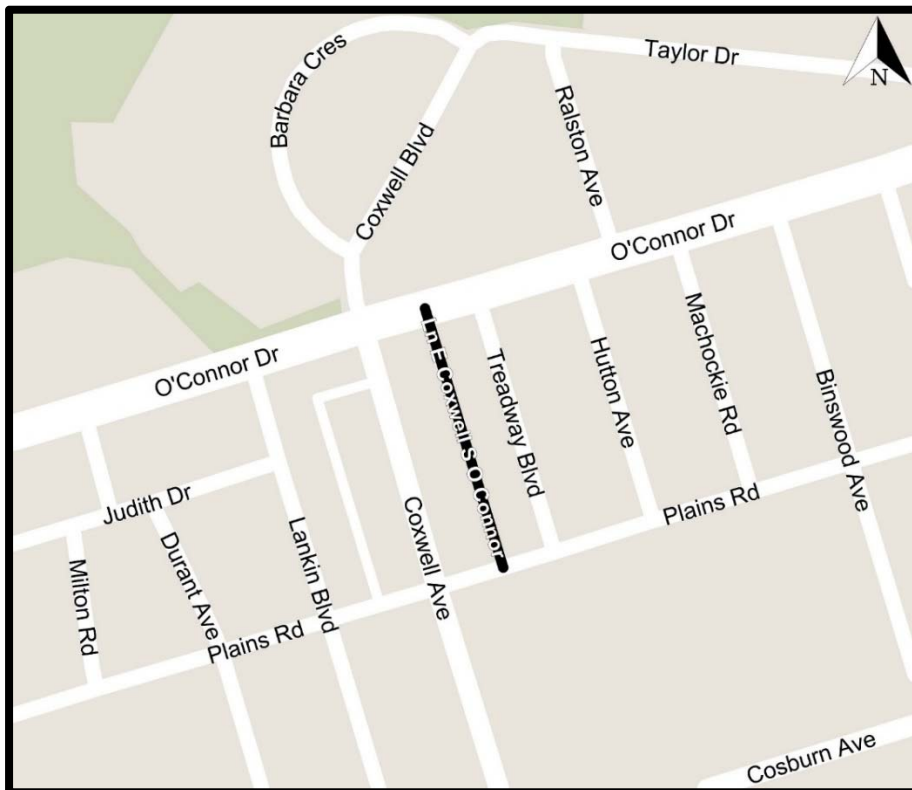 Barbara Cres
Taylor Dr
N
Coxwell Blvd
Ralston Ave
O'Connor Dr
O'Connor Dr
Ln E Coxwell S O Connor
Treadway Blvd
Hutton Ave
Machockie Rd
Binswood Ave
Judith Dr
Milton Rd
Durant Ave
Lankin Blvd
Coxwell Ave
Plains Rd
Plains Rd
Cosburn Ave